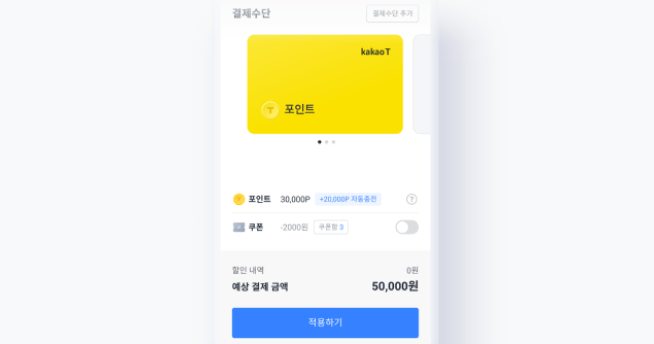 결제수단 결제수단 추가
kakao T
포인트
포인트 30,000P +20,000P 자동충전
쿠폰 -2000원 쿠폰함 3
할인 내역 0원
예상 결제 금액 50,000원
적용하기